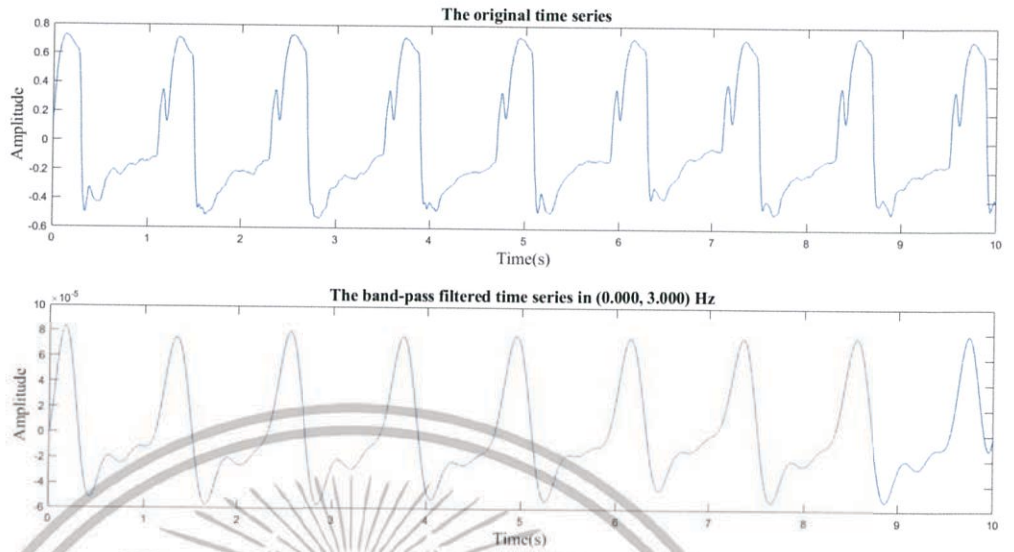 The original time series
0.8
0.6
0.4
0.2
0
-0.2
-0.4
-0.6
Amplitude
0 1 2 3 4 5 6 7 8 9 10
Time(s)
The band-pass filtered time series in (0.000, 3.000) Hz
×10⁻⁵
10
8
6
4
2
0
-2
-4
-6
Amplitude
0 1 2 3 4 5 6 7 8 9 10
Time(s)